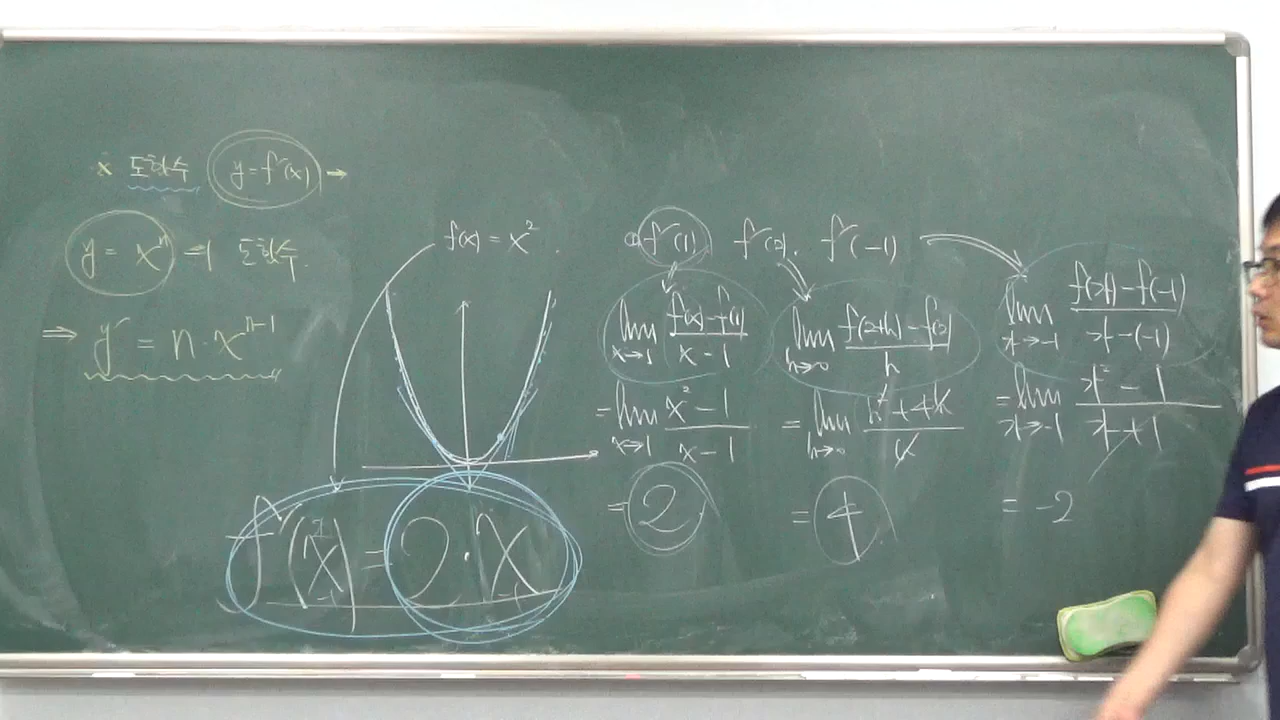 ※ 도함수 y=f'(x) →
y = xⁿ ⇒ 도함수.
⇒ y' = n·xⁿ⁻¹
f(x) = x².
f'(x) = 2·x
① f'(1) f'(2). f'(-1)
lim x→1 (f(x)-f(1))/(x-1)
= lim x→1 (x²-1)/(x-1)
= 2
lim h→0 (f(2+h)-f(2))/h
= lim h→0 (h²+4h)/h
= 4
lim x→-1 (f(x)-f(-1))/(x-(-1))
= lim x→-1 (x²-1)/(x+1)
= -2